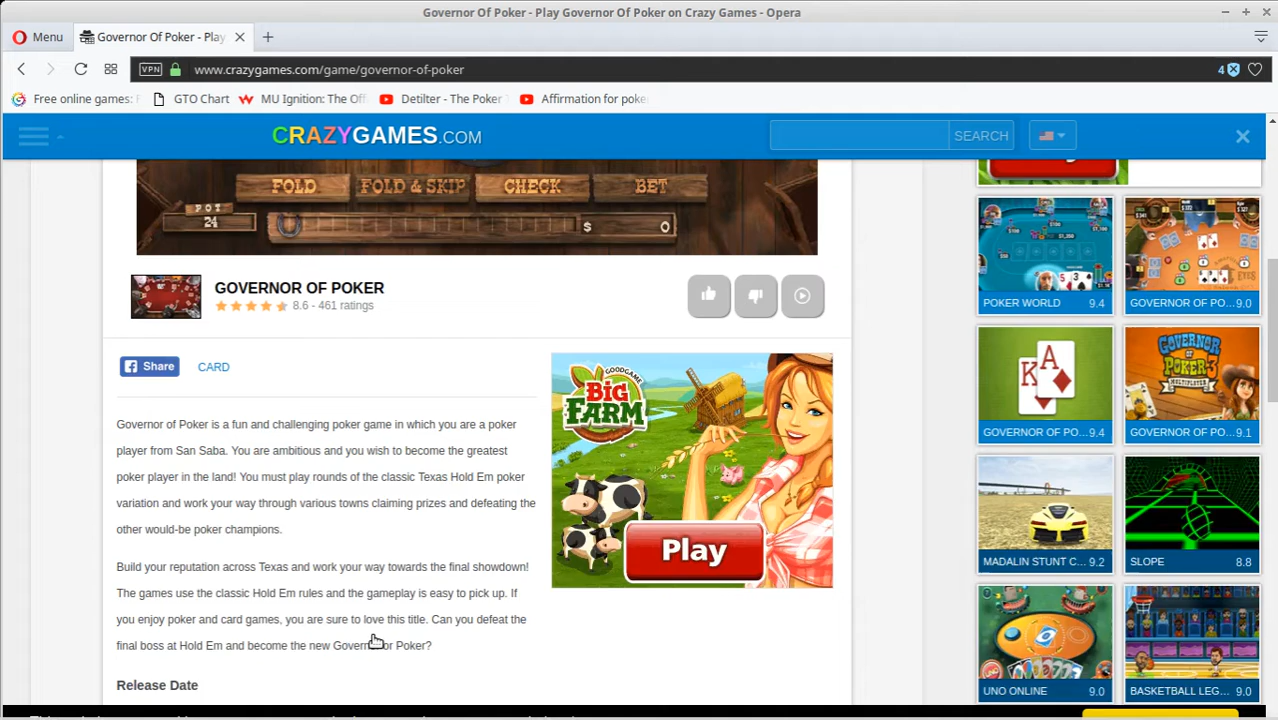 Governor Of Poker - Play Governor Of Poker on Crazy Games - Opera
Menu
Governor Of Poker - Play
VPN
www.crazygames.com/game/governor-of-poker
4
Free online games: F
GTO Chart
MU Ignition: The Off
Detilter - The Poker T
Affirmation for poke
CRAZYGAMES.COM
SEARCH
FOLD
FOLD & SKIP
CHECK
BET
POT
24
$
0
GOVERNOR OF POKER
8.6 - 461 ratings
Share
CARD
Governor of Poker is a fun and challenging poker game in which you are a poker
player from San Saba. You are ambitious and you wish to become the greatest
poker player in the land! You must play rounds of the classic Texas Hold Em poker
variation and work your way through various towns claiming prizes and defeating the
other would-be poker champions.
Build your reputation across Texas and work your way towards the final showdown!
The games use the classic Hold Em rules and the gameplay is easy to pick up. If
you enjoy poker and card games, you are sure to love this title. Can you defeat the
final boss at Hold Em and become the new Governor of Poker?
Release Date
GOODGAME
BIG
FARM
Play
POKER WORLD 9.4
GOVERNOR OF PO... 9.0
K A
GOVERNOR OF PO... 9.4
GOVERNOR
OF
POKER 3
MULTIPLAYER
GOVERNOR OF PO... 9.1
MADALIN STUNT C... 9.2
SLOPE 8.8
UNO ONLINE 9.0
BASKETBALL LEG... 9.0